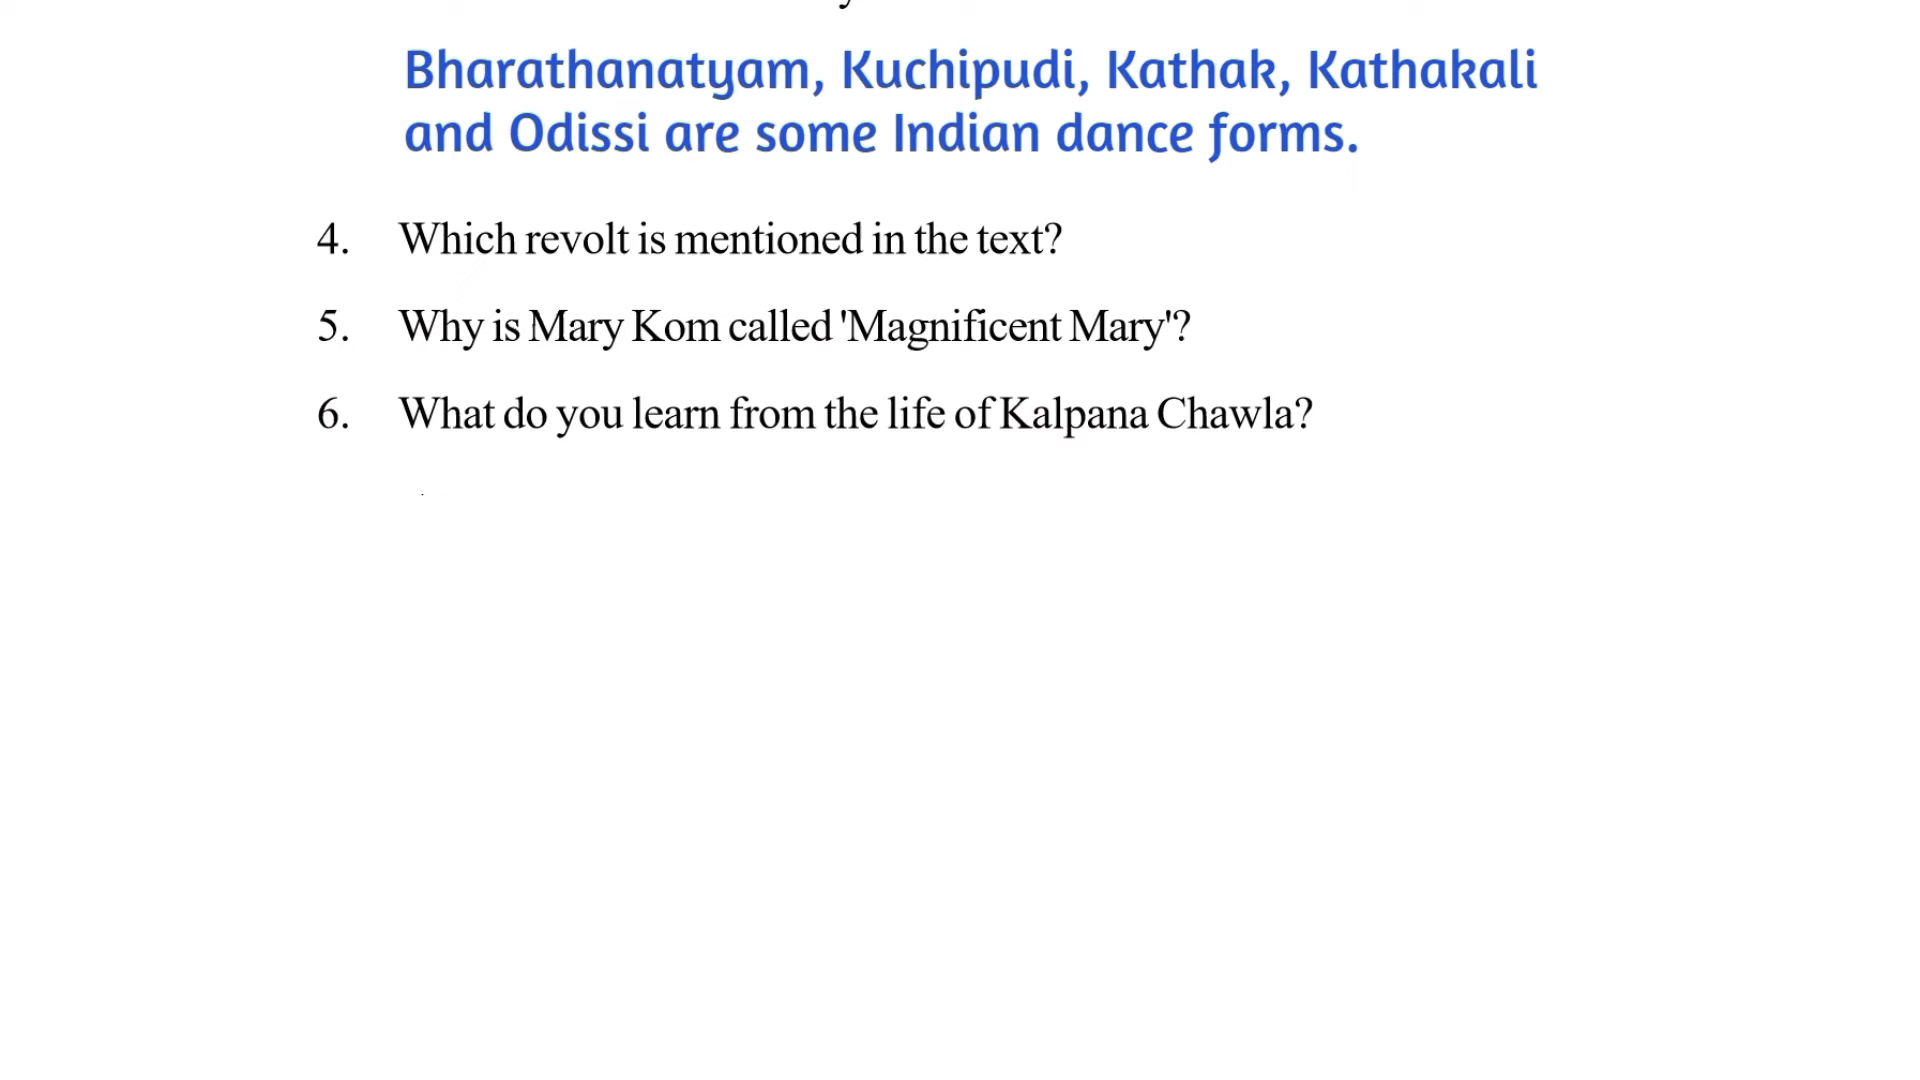 Bharathanatyam, Kuchipudi, Kathak, Kathakali
and Odissi are some Indian dance forms.
4. Which revolt is mentioned in the text?
5. Why is Mary Kom called 'Magnificent Mary'?
6. What do you learn from the life of Kalpana Chawla?